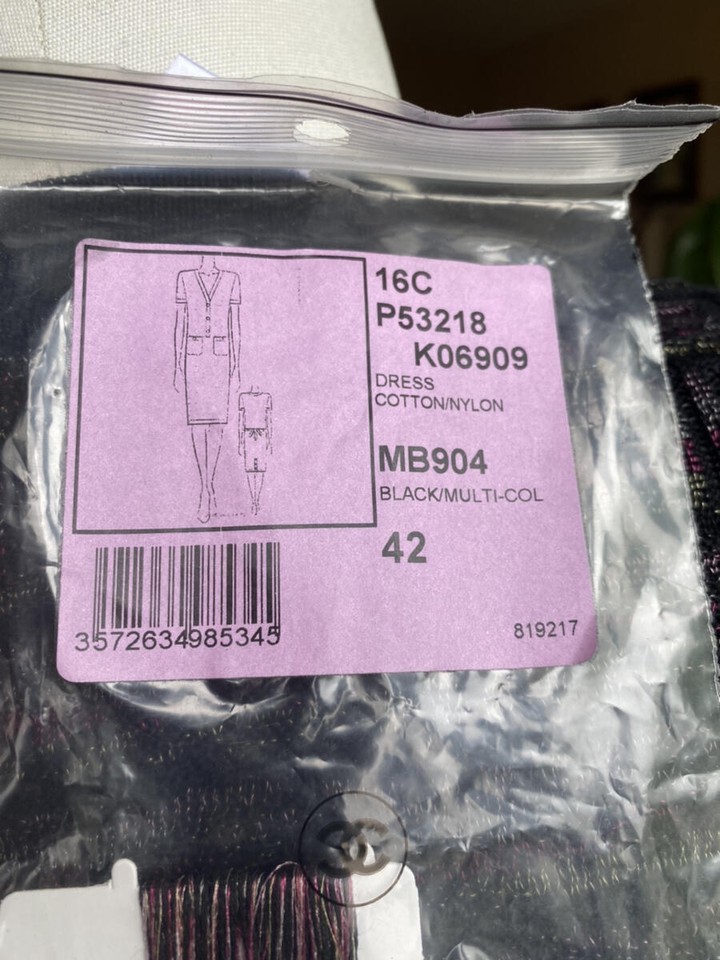 16C
P53218
K06909
DRESS
COTTON/NYLON
MB904
BLACK/MULTI-COL
42
3572634985345
819217